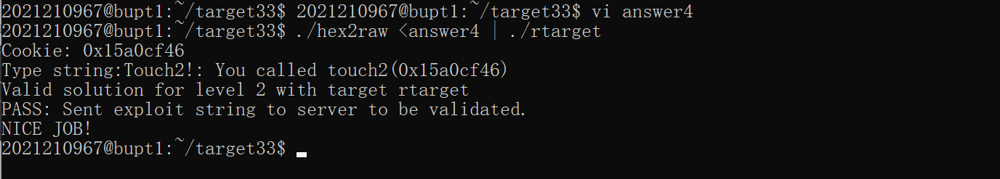 2021210967@bupt1:~/target33$ 2021210967@bupt1:~/target33$ vi answer4
2021210967@bupt1:~/target33$ ./hex2raw <answer4 | ./rtarget
Cookie: 0x15a0cf46
Type string:Touch2!: You called touch2(0x15a0cf46)
Valid solution for level 2 with target rtarget
PASS: Sent exploit string to server to be validated.
NICE JOB!
2021210967@bupt1:~/target33$